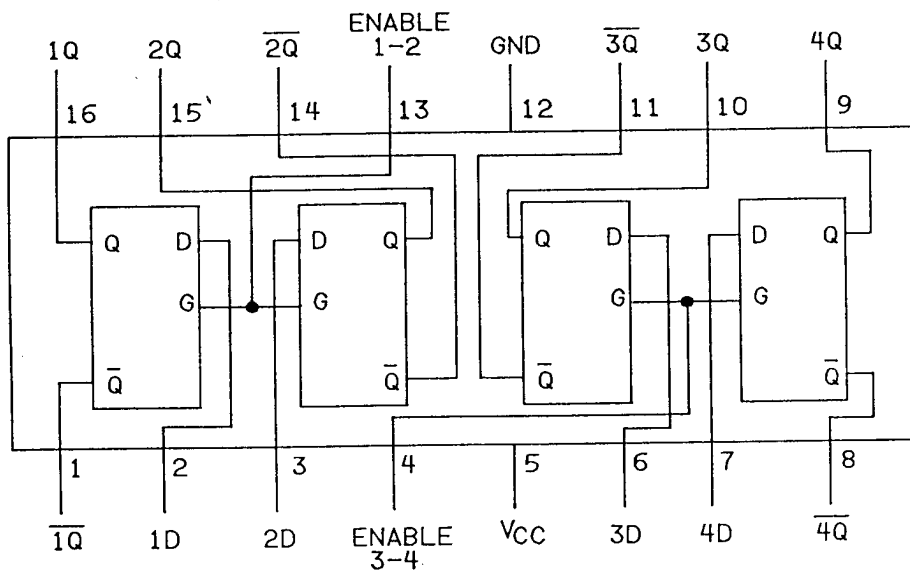 ENABLE
1Q 2Q 2Q̅ 1-2 GND 3Q̅ 3Q 4Q
16 15 14 13 12 11 10 9
Q D D Q Q D D Q
G G G G
Q̅ Q̅ Q̅ Q̅
1 2 3 4 5 6 7 8
1Q̅ 1D 2D ENABLE VCC 3D 4D 4Q̅
3-4